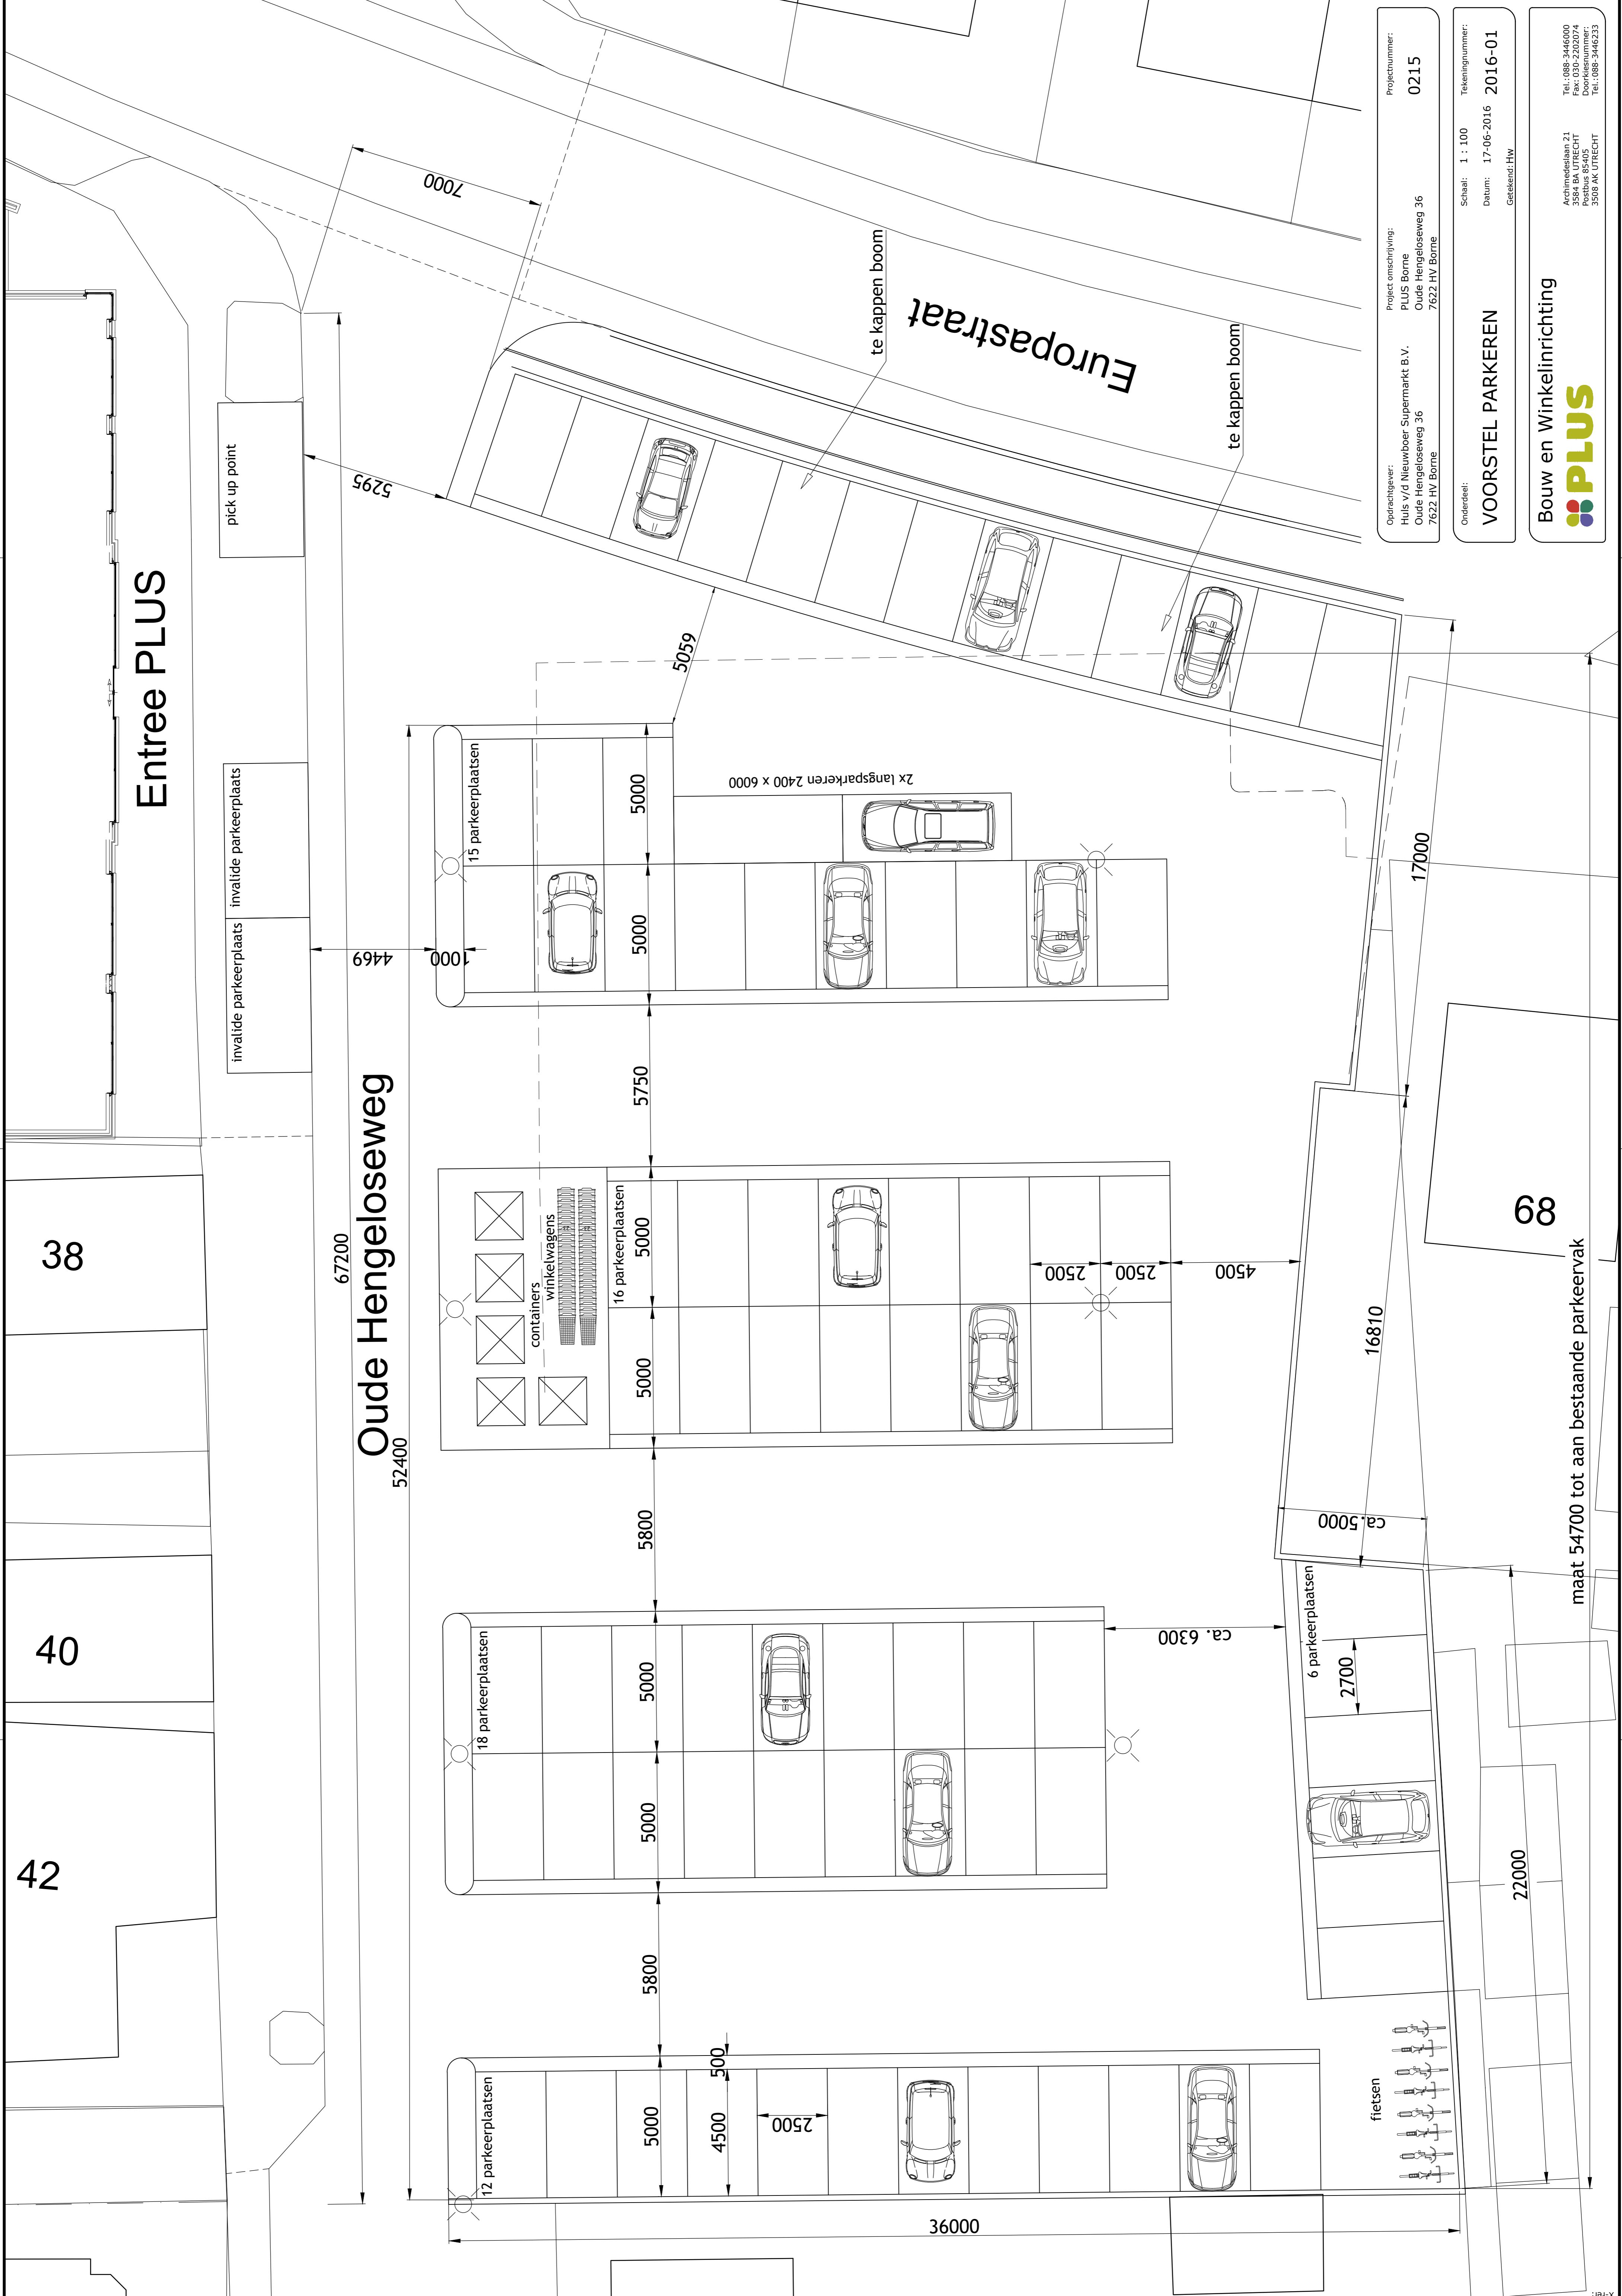 Entree PLUS
pick up point
invalide parkeerplaats
invalide parkeerplaats
Oude Hengeloseweg
Europastraat
te kappen boom
te kappen boom
38
40
42
68
67200
52400
7000
5295
5059
4469
1000
15 parkeerplaatsen
5000
5000
2x langsparkeren 2400 x 6000
5750
containers
winkelwagens
16 parkeerplaatsen
5000
5000
2500
2500
4500
5800
18 parkeerplaatsen
5000
5000
ca. 6300
5800
12 parkeerplaatsen
5000
4500
500
2500
36000
6 parkeerplaatsen
2700
ca.5000
fietsen
17000
16810
22000
maat 54700 tot aan bestaande parkeervak
Opdrachtgever:
Huls v/d Nieuwboer Supermarkt B.V.
Oude Hengeloseweg 36
7622 HV Borne
Project omschrijving:
PLUS Borne
Oude Hengeloseweg 36
7622 HV Borne
Projectnummer:
0215
Onderdeel:
VOORSTEL PARKEREN
Schaal: 1 : 100
Datum: 17-06-2016
Getekend: Hw
Tekeningnummer:
2016-01
Bouw en Winkelinrichting
PLUS
Archimedeslaan 21
3584 BA UTRECHT
Postbus 85405
3508 AK UTRECHT
Tel.: 088-3446000
Fax: 030-2202074
Doorkiesnummer:
Tel.: 088-3446233